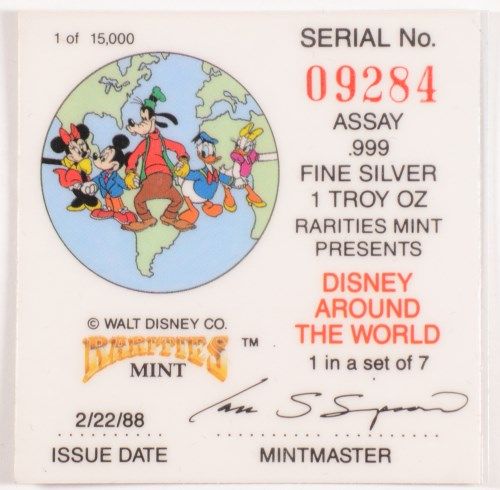 1 of 15,000
SERIAL No.
09284
ASSAY
.999
FINE SILVER
1 TROY OZ
RARITIES MINT
PRESENTS
DISNEY
AROUND
THE WORLD
1 in a set of 7
© WALT DISNEY CO.
RARITIES ™
MINT
2/22/88
ISSUE DATE
MINTMASTER